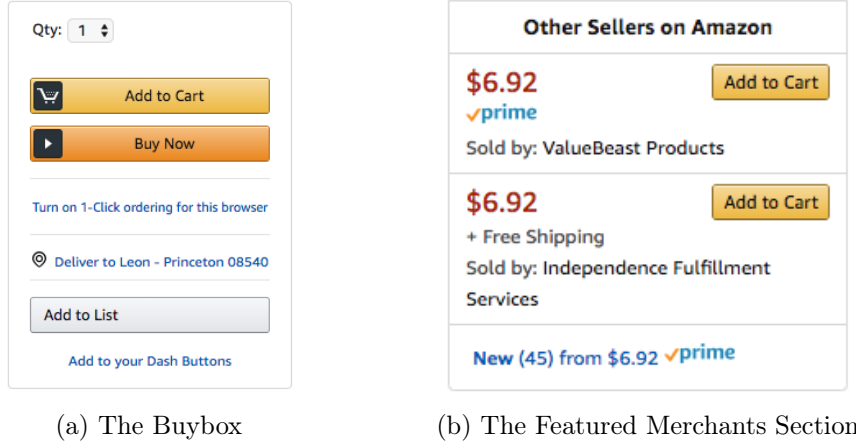 Qty: 1
Add to Cart
Buy Now
Turn on 1-Click ordering for this browser
Deliver to Leon - Princeton 08540
Add to List
Add to your Dash Buttons
(a) The Buybox
Other Sellers on Amazon
$6.92 Add to Cart
prime
Sold by: ValueBeast Products
$6.92 Add to Cart
+ Free Shipping
Sold by: Independence Fulfillment
Services
New (45) from $6.92 prime
(b) The Featured Merchants Section